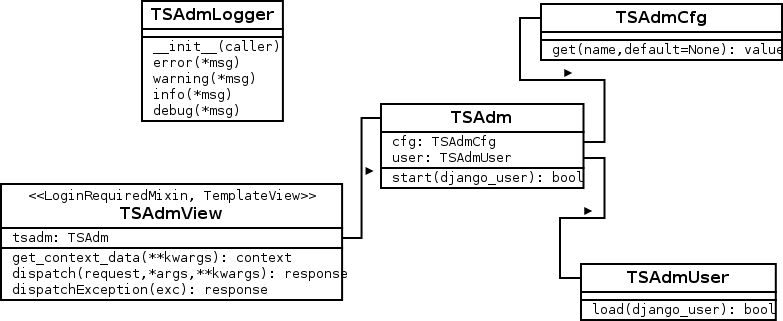 TSAdmLogger
__init__(caller)
error(*msg)
warning(*msg)
info(*msg)
debug(*msg)
TSAdmCfg
get(name,default=None): value
TSAdm
cfg: TSAdmCfg
user: TSAdmUser
start(django_user): bool
<<LoginRequiredMixin, TemplateView>>
TSAdmView
tsadm: TSAdm
get_context_data(**kwargs): context
dispatch(request,*args,**kwargs): response
dispatchException(exc): response
TSAdmUser
load(django_user): bool